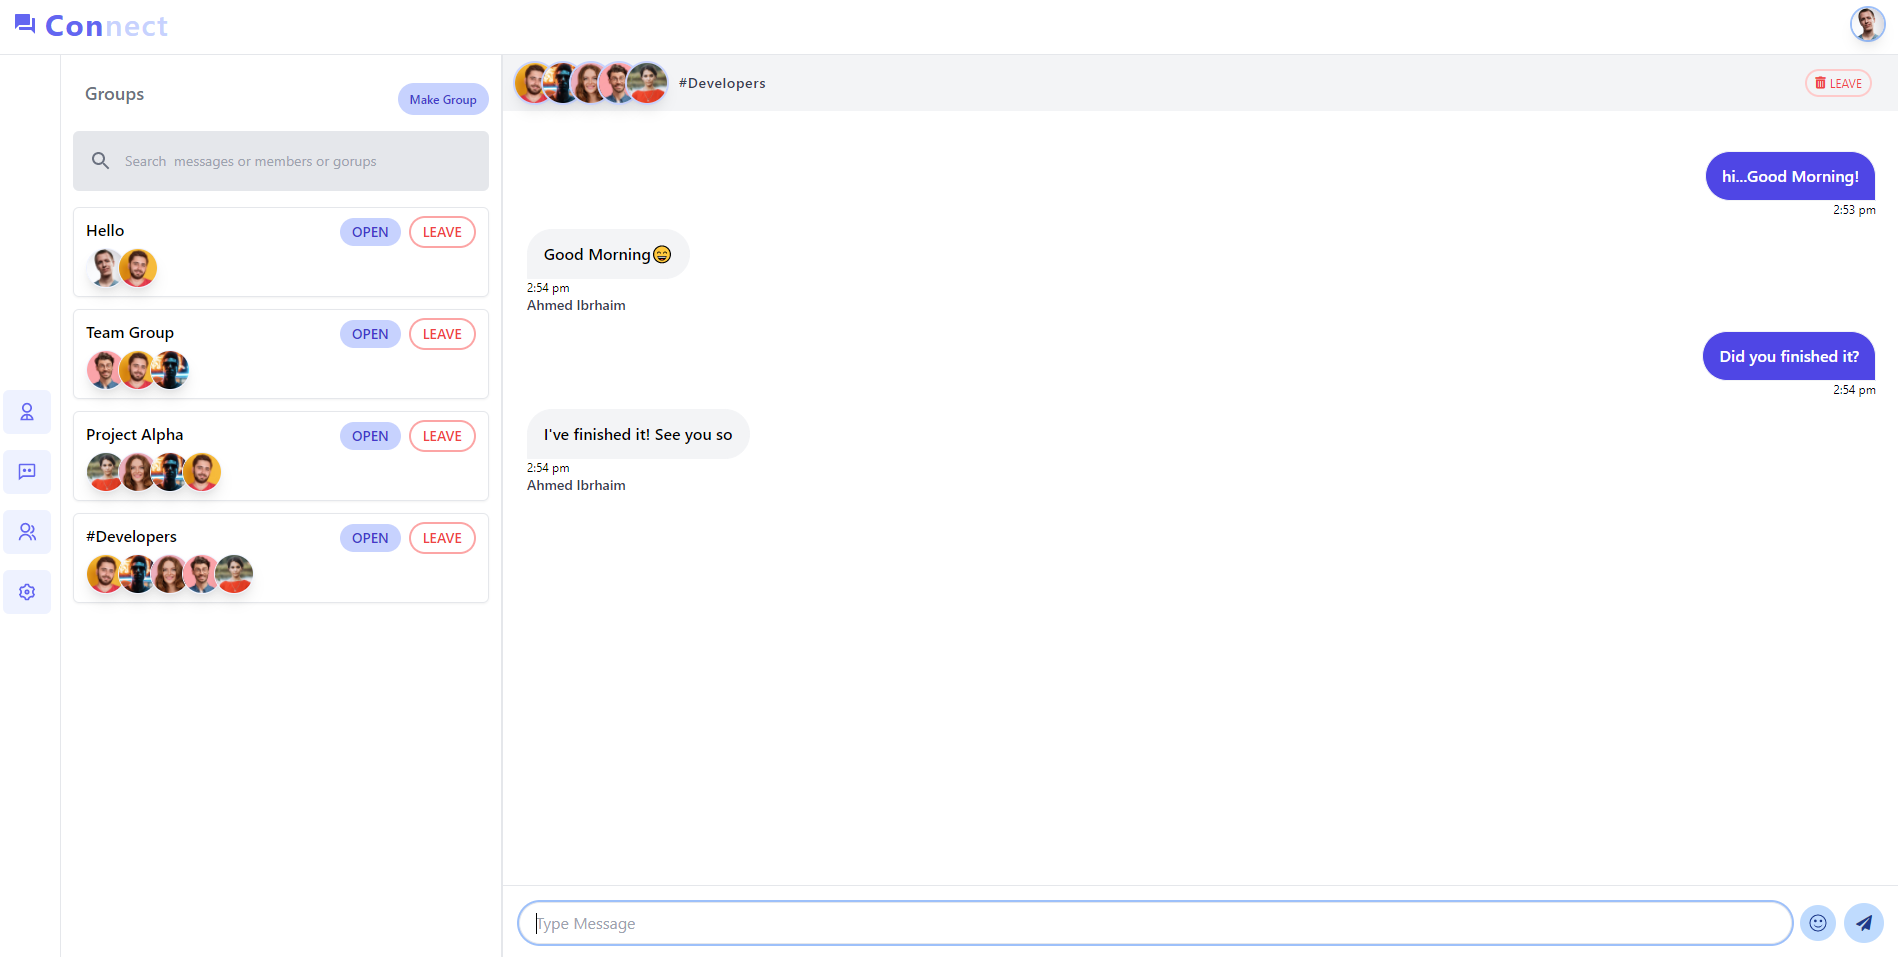 Connect
Groups
Make Group
Search  messages or members or gorups
Hello
OPEN
LEAVE
Team Group
OPEN
LEAVE
Project Alpha
OPEN
LEAVE
#Developers
OPEN
LEAVE
#Developers
LEAVE
hi...Good Morning!
2:53 pm
Good Morning😄
2:54 pm
Ahmed Ibrhaim
Did you finished it?
2:54 pm
I've finished it! See you so
2:54 pm
Ahmed Ibrhaim
Type Message